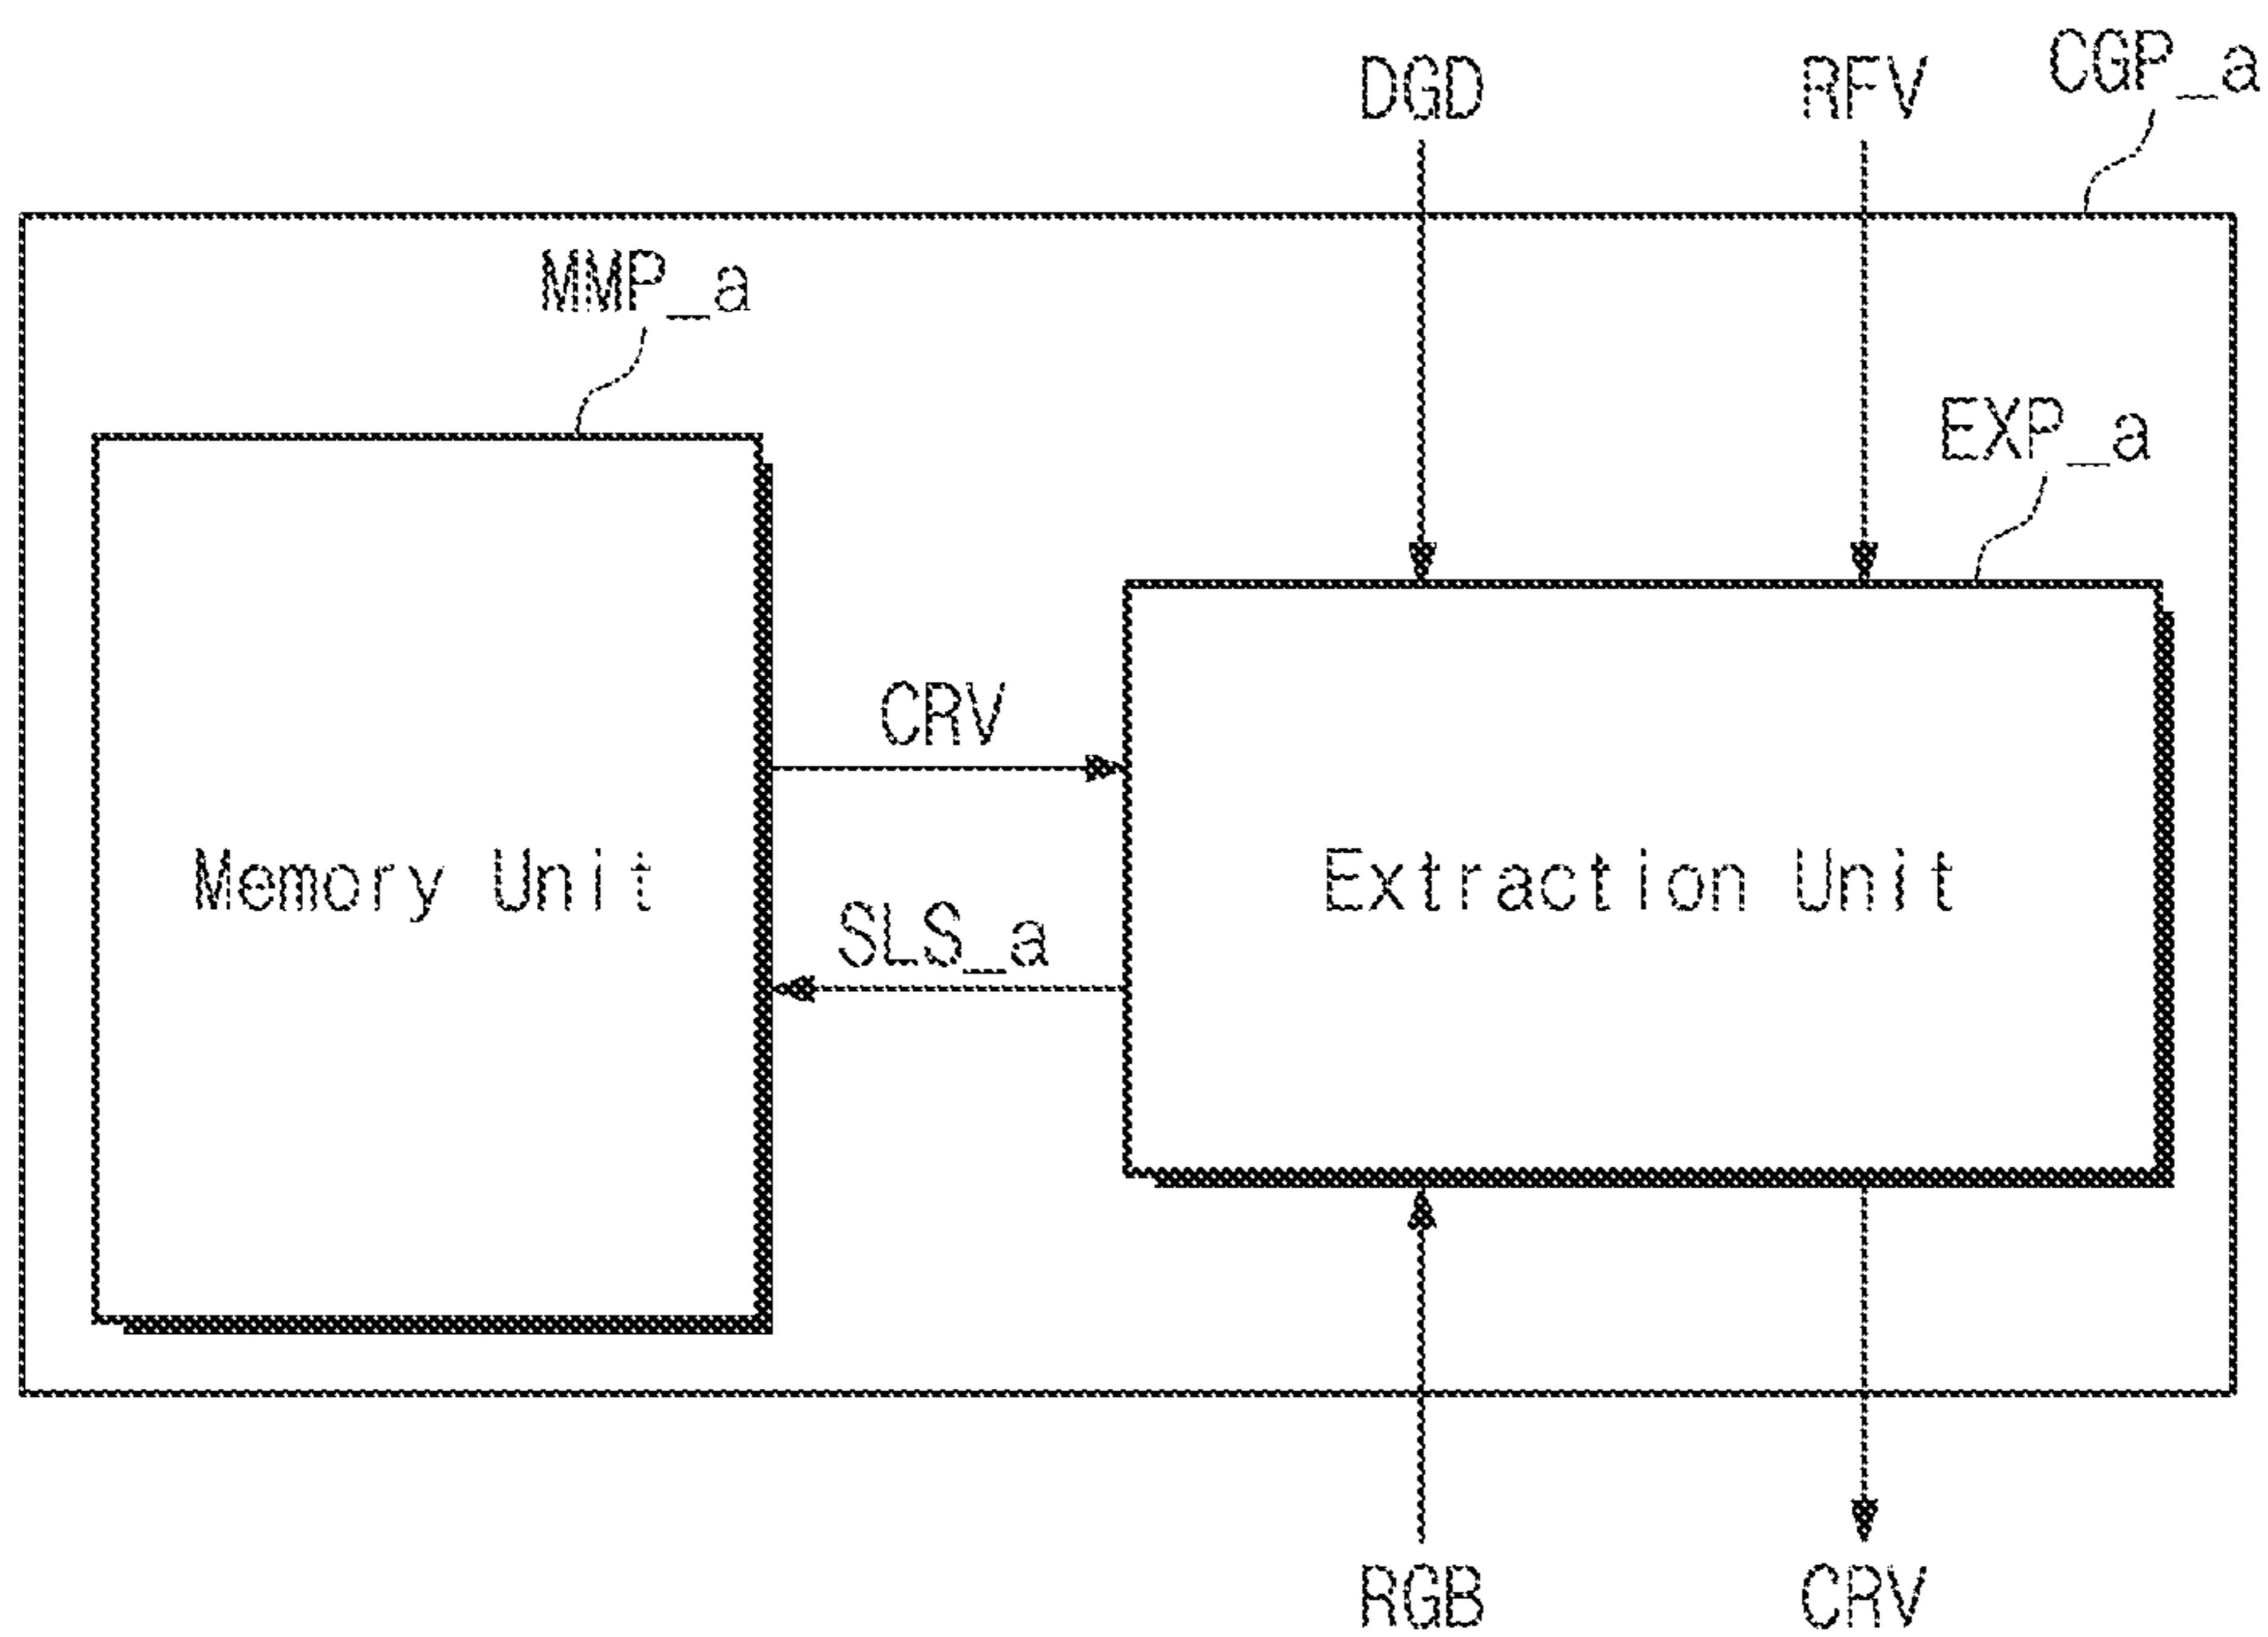 DGD RFV CGP_a
MMP_a
EXP_a
CRV
Memory Unit Extraction Unit
SLS_a
RGB CRV